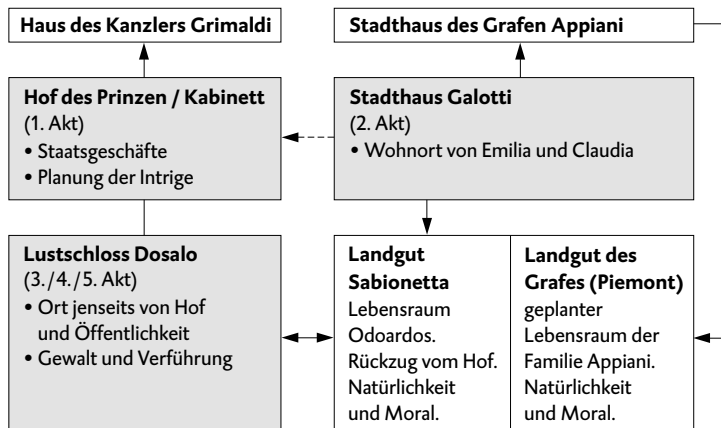 Haus des Kanzlers Grimaldi
Stadthaus des Grafen Appiani
Hof des Prinzen / Kabinett
(1. Akt)
• Staatsgeschäfte
• Planung der Intrige
Stadthaus Galotti
(2. Akt)
• Wohnort von Emilia und Claudia
Lustschloss Dosalo
(3./4./5. Akt)
• Ort jenseits von Hof
und Öffentlichkeit
• Gewalt und Verführung
Landgut
Sabionetta
Lebensraum
Odoardos.
Rückzug vom Hof.
Natürlichkeit
und Moral.
Landgut des
Grafes (Piemont)
geplanter
Lebensraum der
Familie Appiani.
Natürlichkeit
und Moral.